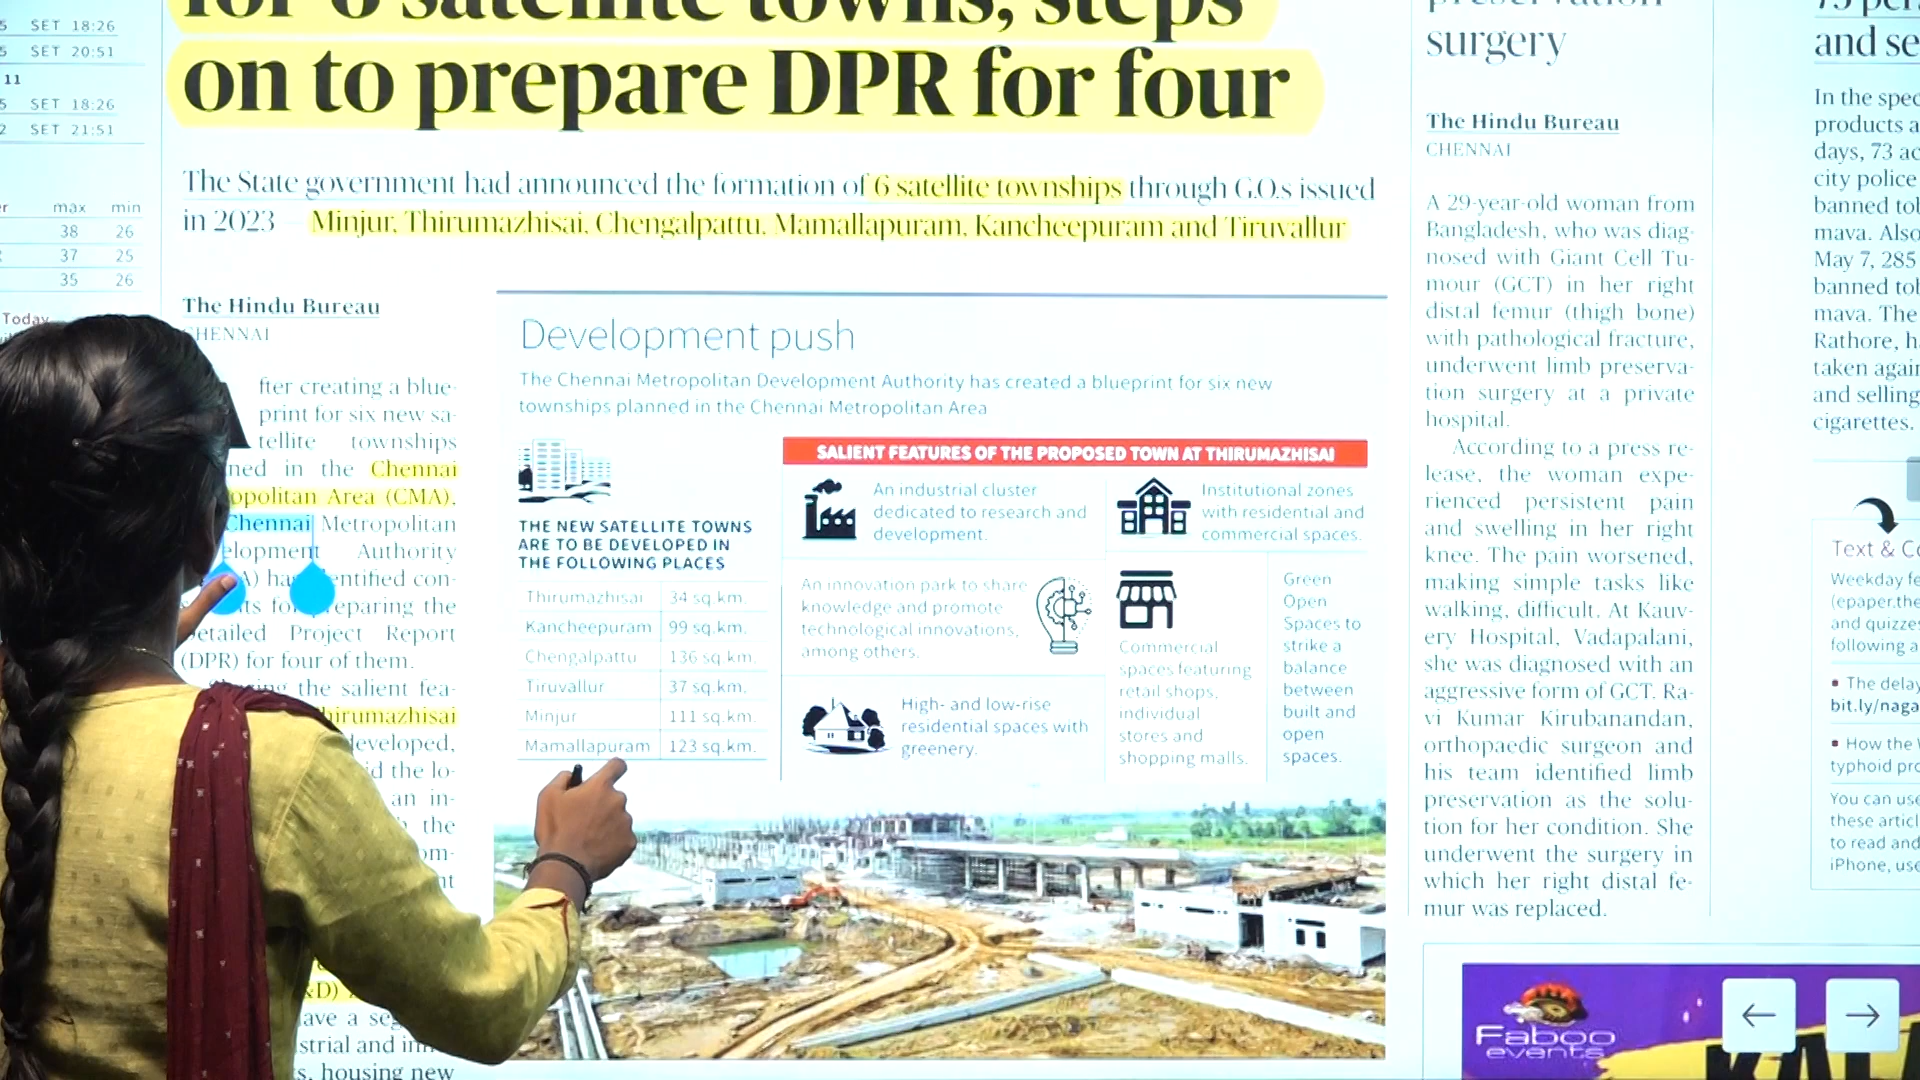 5 SET 18:26
5 SET 20:51
11
5 SET 18:26
2 SET 21:51
max min
38 26
37 25
35 26
Today
for 6 satellite towns, steps
on to prepare DPR for four
The State government had announced the formation of 6 satellite townships through G.O.s issued
in 2023 Minjur, Thirumazhisai, Chengalpattu, Mamallapuram, Kancheepuram and Tiruvallur
The Hindu Bureau
CHENNAI
fter creating a blue-
print for six new sa-
tellite townships
in the Chennai
(CMA),
Chennai Metropolitan
Authority
con-
the
Detailed Project Report
(DPR) for four of them.
the salient fea-
Thirumazhisai
developed,
the lo-
an in-
the
have a
housing new
Development push
The Chennai Metropolitan Development Authority has created a blueprint for six new
townships planned in the Chennai Metropolitan Area
THE NEW SATELLITE TOWNS
ARE TO BE DEVELOPED IN
THE FOLLOWING PLACES
Thirumazhisai 34 sq.km.
Kancheepuram 99 sq.km.
Chengalpattu 136 sq.km.
Tiruvallur 37 sq.km.
Minjur 111 sq.km.
Mamallapuram 123 sq.km.
SALIENT FEATURES OF THE PROPOSED TOWN AT THIRUMAZHISAI
An industrial cluster
dedicated to research and
development.
Institutional zones
with residential and
commercial spaces.
An innovation park to share
knowledge and promote
technological innovations,
among others.
High- and low-rise
residential spaces with
greenery.
Commercial
spaces featuring
retail shops,
individual
stores and
shopping malls.
Green
Open
Spaces to
strike a
balance
between
built and
open
spaces.
preservation
surgery
The Hindu Bureau
CHENNAI
A 29-year-old woman from
Bangladesh, who was diag-
nosed with Giant Cell Tu-
mour (GCT) in her right
distal femur (thigh bone)
with pathological fracture,
underwent limb preserva-
tion surgery at a private
hospital.
According to a press re-
lease, the woman expe-
rienced persistent pain
and swelling in her right
knee. The pain worsened,
making simple tasks like
walking, difficult. At Kauv-
ery Hospital, Vadapalani,
she was diagnosed with an
aggressive form of GCT. Ra-
vi Kumar Kirubanandan,
orthopaedic surgeon and
his team identified limb
preservation as the solu-
tion for her condition. She
underwent the surgery in
which her right distal fe-
mur was replaced.
and se
In the spec
products a
days, 73 ac
city police
banned tob
mava. Also
May 7, 285
banned tob
mava. The
Rathore, h
taken again
and selling
cigarettes.
Text & Co
Weekday fe
(epaper.the
and quizzes
following a
The delay
bit.ly/naga
How the
typhoid pro
You can use
these articl
to read and
iPhone, use
Faboo
events